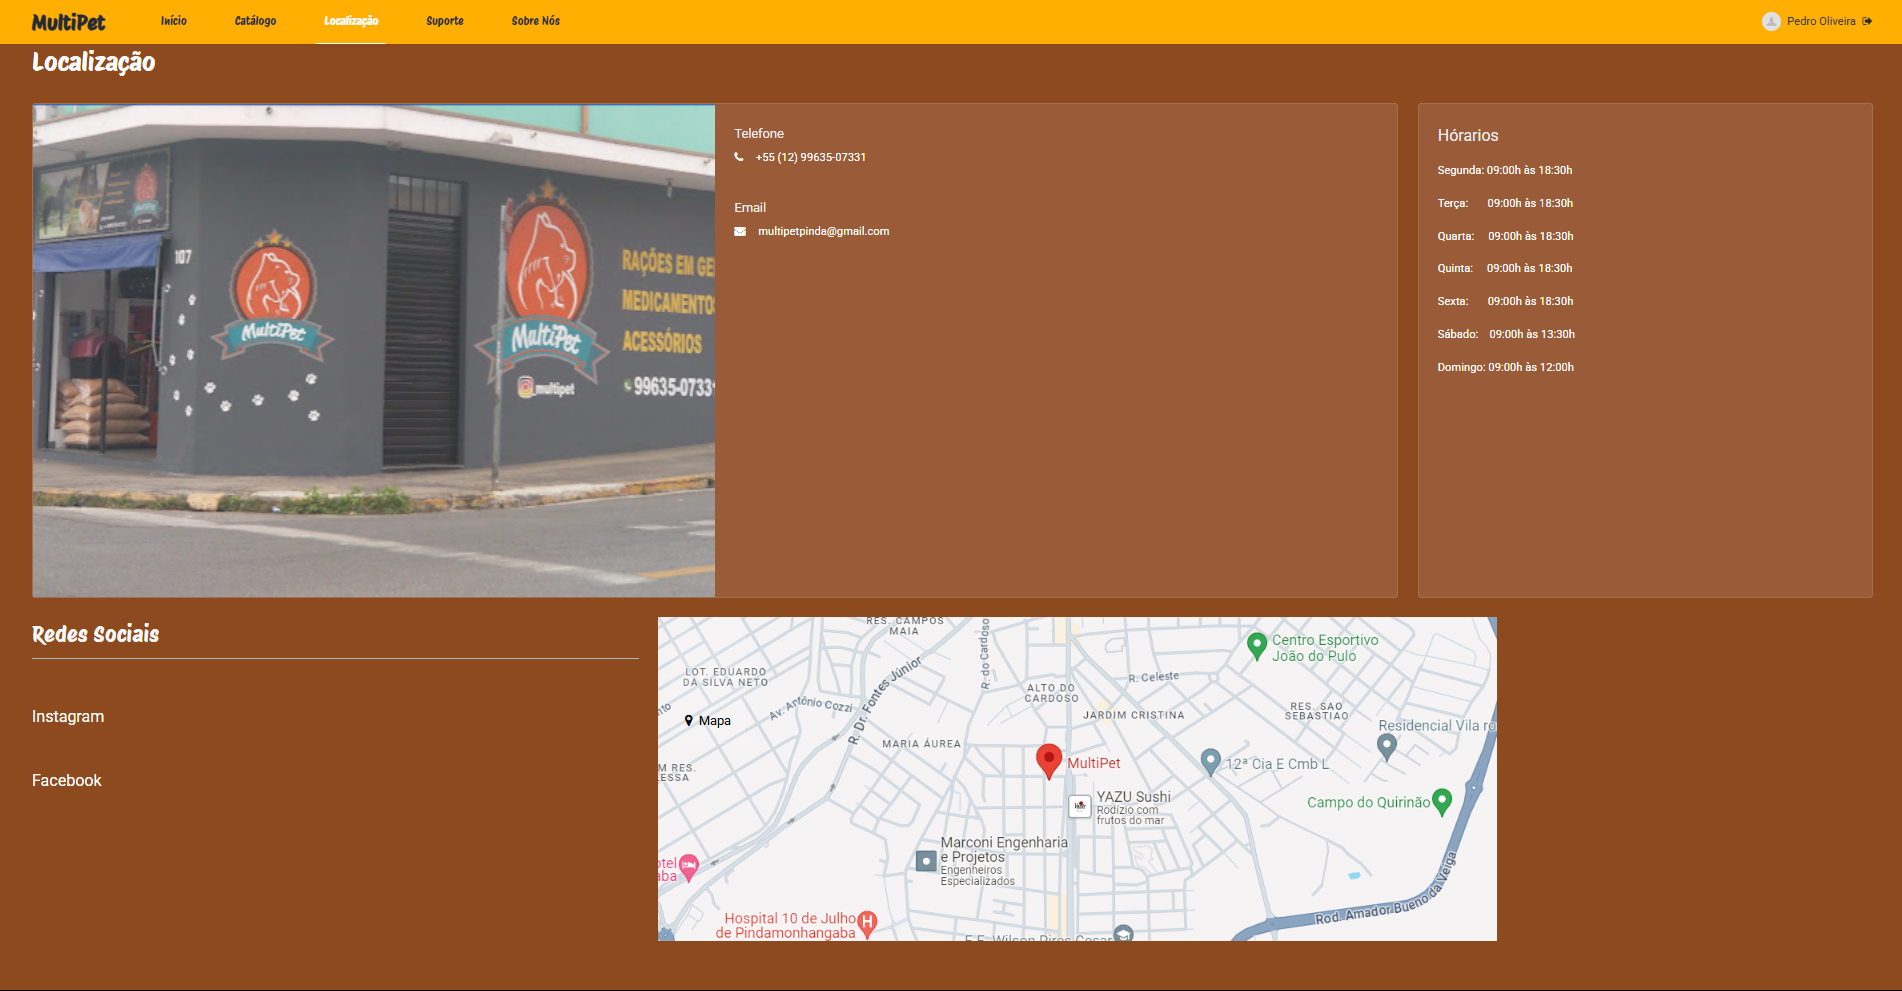 MultiPet Início Catálogo Localização Suporte Sobre Nós Pedro Oliveira
Localização
107
MultiPet
MultiPet
multipet
RAÇÕES EM GE
MEDICAMENTOS
ACESSÓRIOS
99635-0733
Telefone
+55 (12) 99635-07331
Email
multipetpinda@gmail.com
Hórarios
Segunda: 09:00h às 18:30h
Terça: 09:00h às 18:30h
Quarta: 09:00h às 18:30h
Quinta: 09:00h às 18:30h
Sexta: 09:00h às 18:30h
Sábado: 09:00h às 13:30h
Domingo: 09:00h às 12:00h
Redes Sociais
Instagram
Facebook
RES. CAMPOS
MAIA
R. do Cardoso
Centro Esportivo
João do Pulo
LOT. EDUARDO
DA SILVA NETO
R. Dr. Fontes Júnior
R. Celeste
ALTO DO
CARDOSO
Av. Antônio Cozzi
Mapa
JARDIM CRISTINA
RES. SAO
SEBASTIAO
Residencial Vila ro
MARIA ÁUREA
MultiPet
12ª Cia E Cmb L
M RES.
ESSA
YAZU Sushi
Rodízio com
frutos do mar
Campo do Quirinão
Marconi Engenharia
e Projetos
Engenheiros
Especializados
otel
aba
Rod. Amador Bueno da Veiga
Hospital 10 de Julho
de Pindamonhangaba
E.E. Wilson Pires Cesar